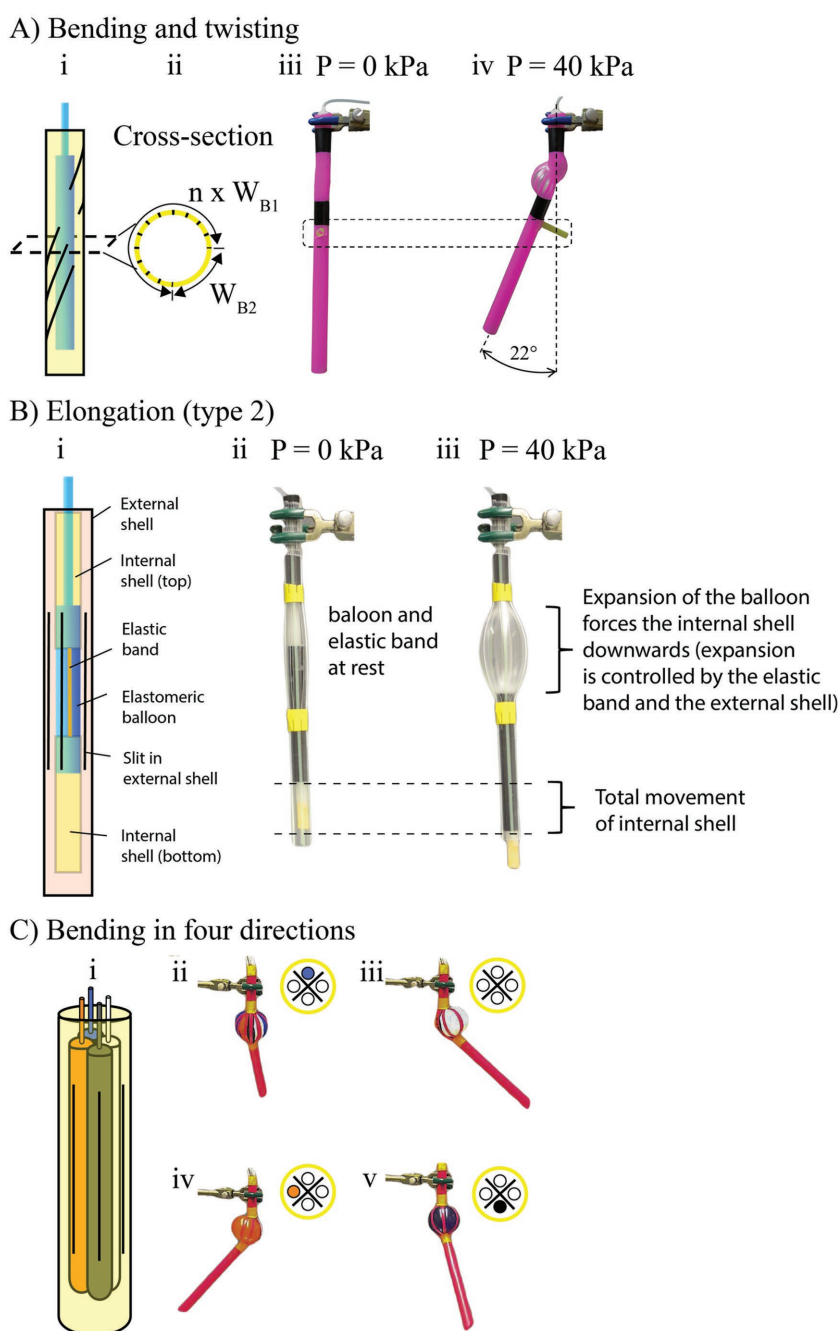 A) Bending and twisting
i ii iii P = 0 kPa iv P = 40 kPa
Cross-section
n x W_B1
W_B2
22°
B) Elongation (type 2)
i ii P = 0 kPa iii P = 40 kPa
External
shell
Internal
shell (top)
Elastic
band
Elastomeric
balloon
Slit in
external shell
Internal
shell (bottom)
baloon and
elastic band
at rest
Expansion of the balloon
forces the internal shell
downwards (expansion
is controlled by the elastic
band and the external shell)
Total movement
of internal shell
C) Bending in four directions
i ii iii
iv v